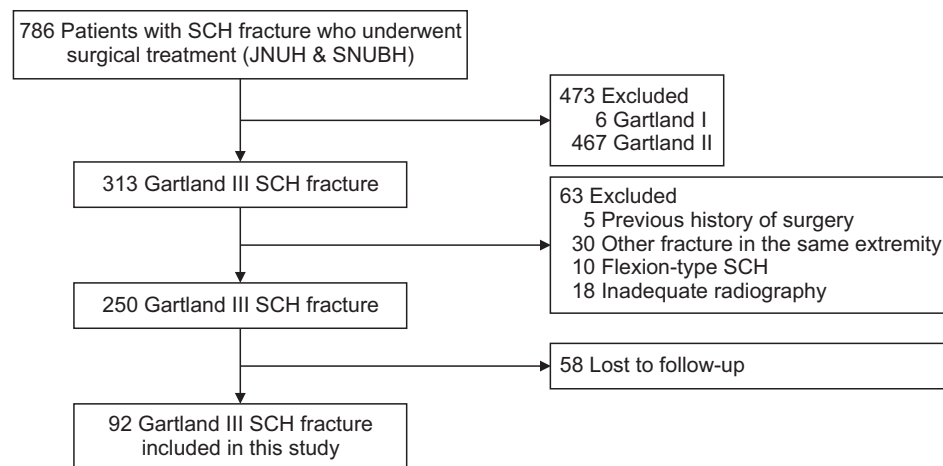 786 Patients with SCH fracture who underwent
surgical treatment (JNUH & SNUBH)
473 Excluded
6 Gartland I
467 Gartland II
313 Gartland III SCH fracture
63 Excluded
5 Previous history of surgery
30 Other fracture in the same extremity
10 Flexion-type SCH
18 Inadequate radiography
250 Gartland III SCH fracture
58 Lost to follow-up
92 Gartland III SCH fracture
included in this study